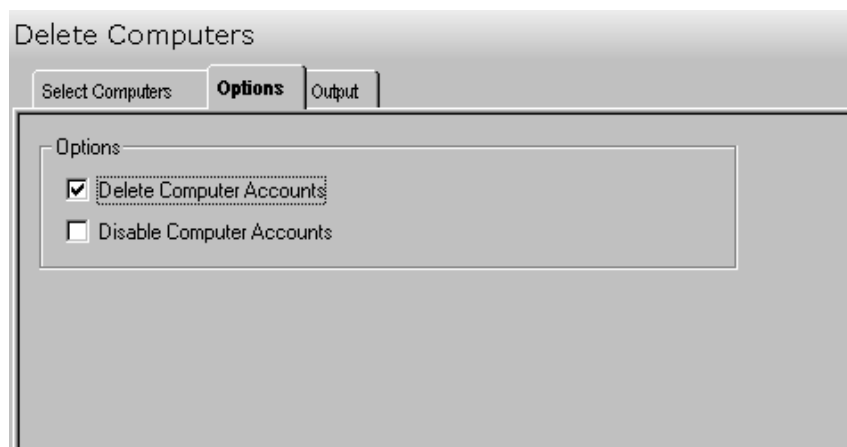 Delete Computers
Select Computers Options Output
Options
Delete Computer Accounts
Disable Computer Accounts